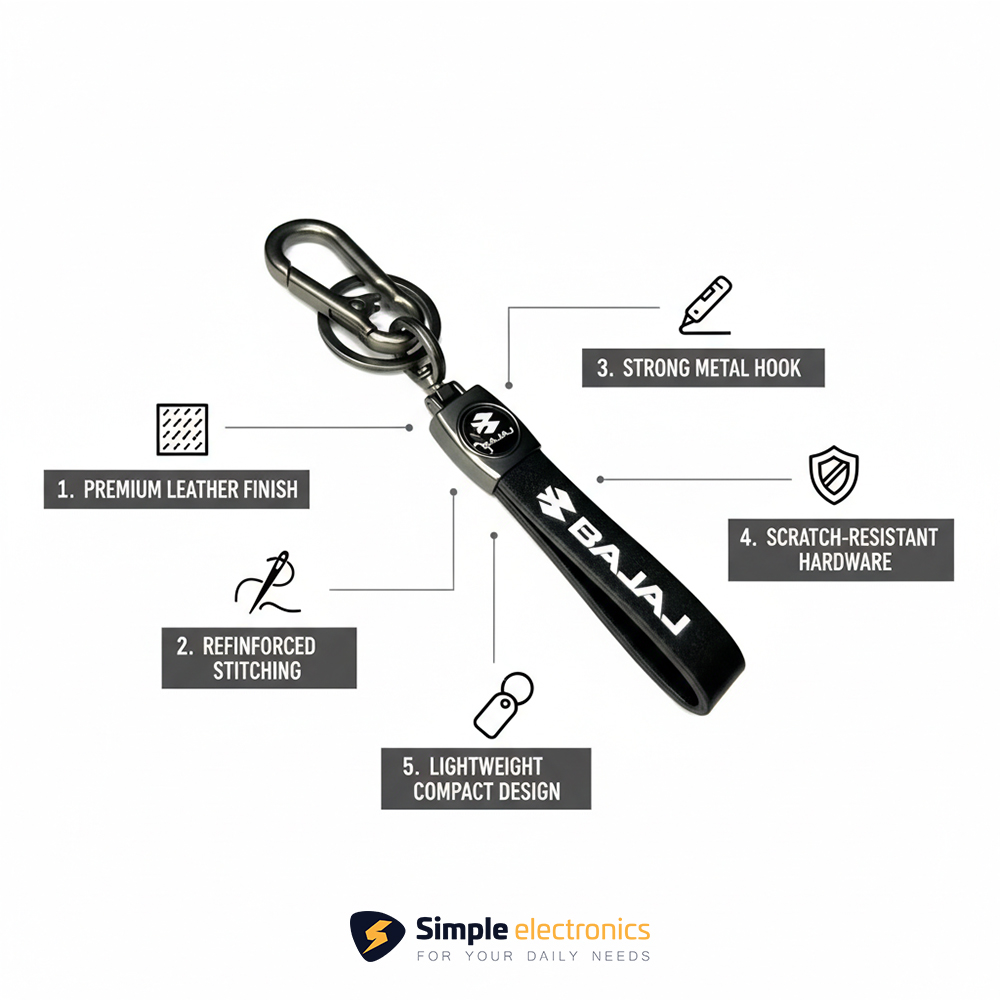 3. STRONG METAL HOOK
1. PREMIUM LEATHER FINISH
BAJAJ
BAJAJ
4. SCRATCH-RESISTANT
HARDWARE
2. REFINFORCED
STITCHING
5. LIGHTWEIGHT
COMPACT DESIGN
Simple electronics
FOR YOUR DAILY NEEDS